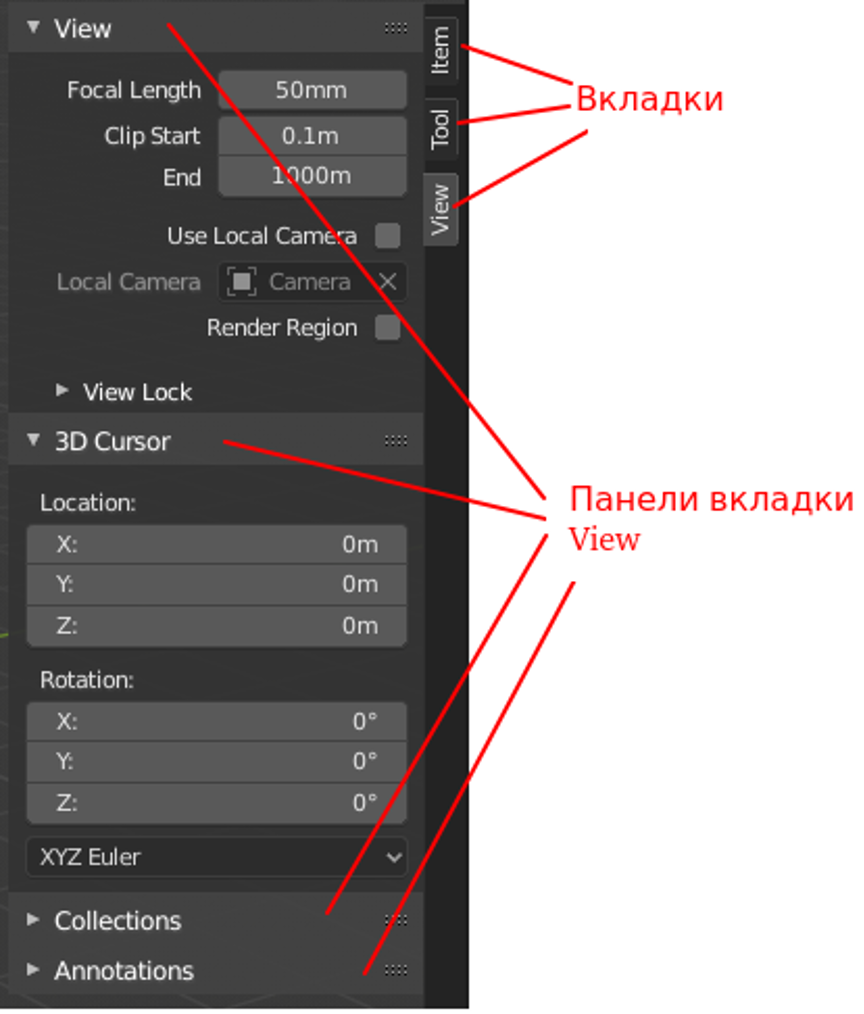 View
Focal Length 50mm
Clip Start 0.1m
End 1000m
Use Local Camera
Local Camera Camera
Render Region
View Lock
3D Cursor
Location:
X: 0m
Y: 0m
Z: 0m
Rotation:
X: 0°
Y: 0°
Z: 0°
XYZ Euler
Collections
Annotations
Item
Tool
View
Вкладки
Панели вкладки
View